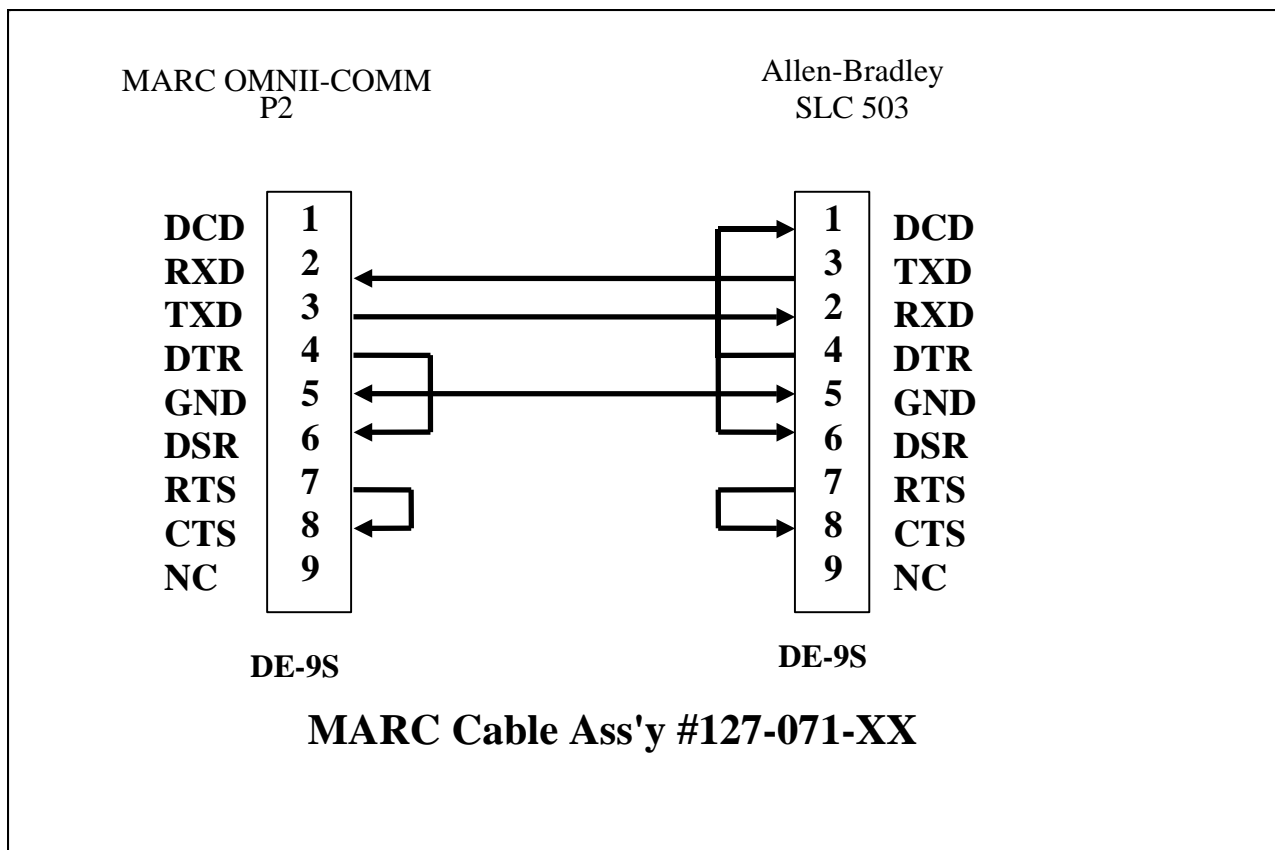 MARC OMNII-COMM
P2
Allen-Bradley
SLC 503
DCD 1 1 DCD
RXD 2 3 TXD
TXD 3 2 RXD
DTR 4 4 DTR
GND 5 5 GND
DSR 6 6 DSR
RTS 7 7 RTS
CTS 8 8 CTS
NC 9 9 NC
DE-9S DE-9S
MARC Cable Ass'y #127-071-XX